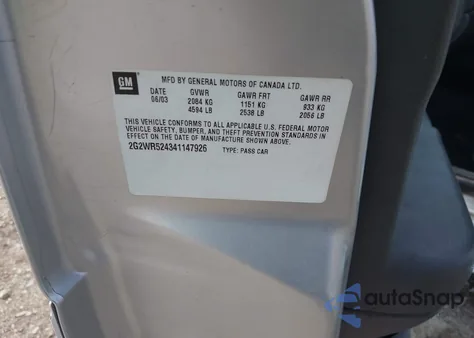 GM
MFD BY GENERAL MOTORS OF CANADA LTD.
DATE GVWR GAWR FRT GAWR RR
06/03 2084 KG 1151 KG 933 KG
4594 LB 2538 LB 2056 LB
THIS VEHICLE CONFORMS TO ALL APPLICABLE U.S. FEDERAL MOTOR
VEHICLE SAFETY, BUMPER, AND THEFT PREVENTION STANDARDS IN
EFFECT ON THE DATE OF MANUFACTURE SHOWN ABOVE.
2G2WR524341147926 TYPE: PASS CAR
autaSnap